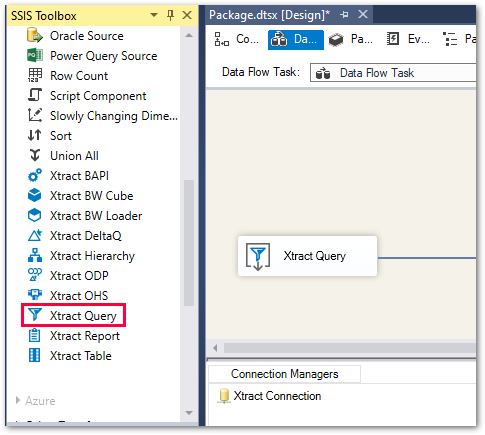 SSIS Toolbox
Oracle Source
Power Query Source
Row Count
Script Component
Slowly Changing Dime...
Sort
Union All
Xtract BAPI
Xtract BW Cube
Xtract BW Loader
Xtract DeltaQ
Xtract Hierarchy
Xtract ODP
Xtract OHS
Xtract Query
Xtract Report
Xtract Table
Azure
Package.dtsx [Design]*
Co...
Da...
Pa...
Ev...
Pa
Data Flow Task:
Data Flow Task
Xtract Query
Connection Managers
Xtract Connection